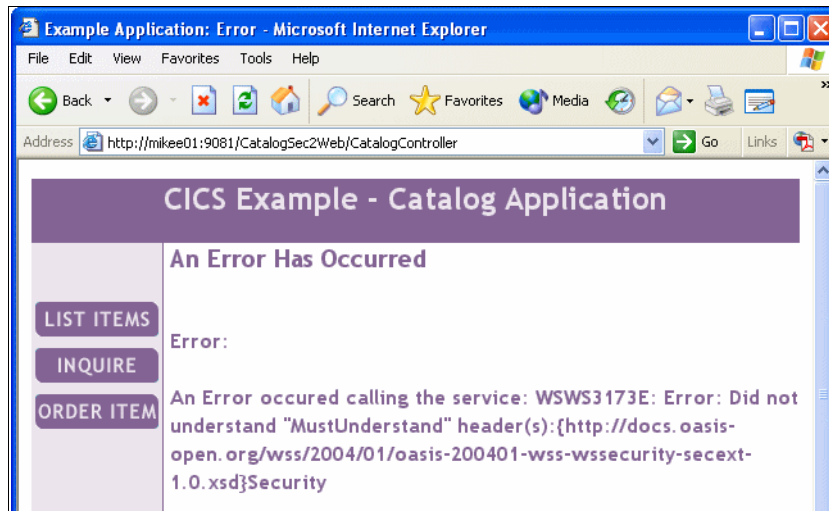 Example Application: Error - Microsoft Internet Explorer
File Edit View Favorites Tools Help
Back Search Favorites Media »
Address http://mikee01:9081/CatalogSec2Web/CatalogController Go Links
CICS Example - Catalog Application
An Error Has Occurred
LIST ITEMS
Error:
INQUIRE
ORDER ITEM
An Error occured calling the service: WSWS3173E: Error: Did not
understand "MustUnderstand" header(s):{http://docs.oasis-
open.org/wss/2004/01/oasis-200401-wss-wssecurity-secext-
1.0.xsd}Security